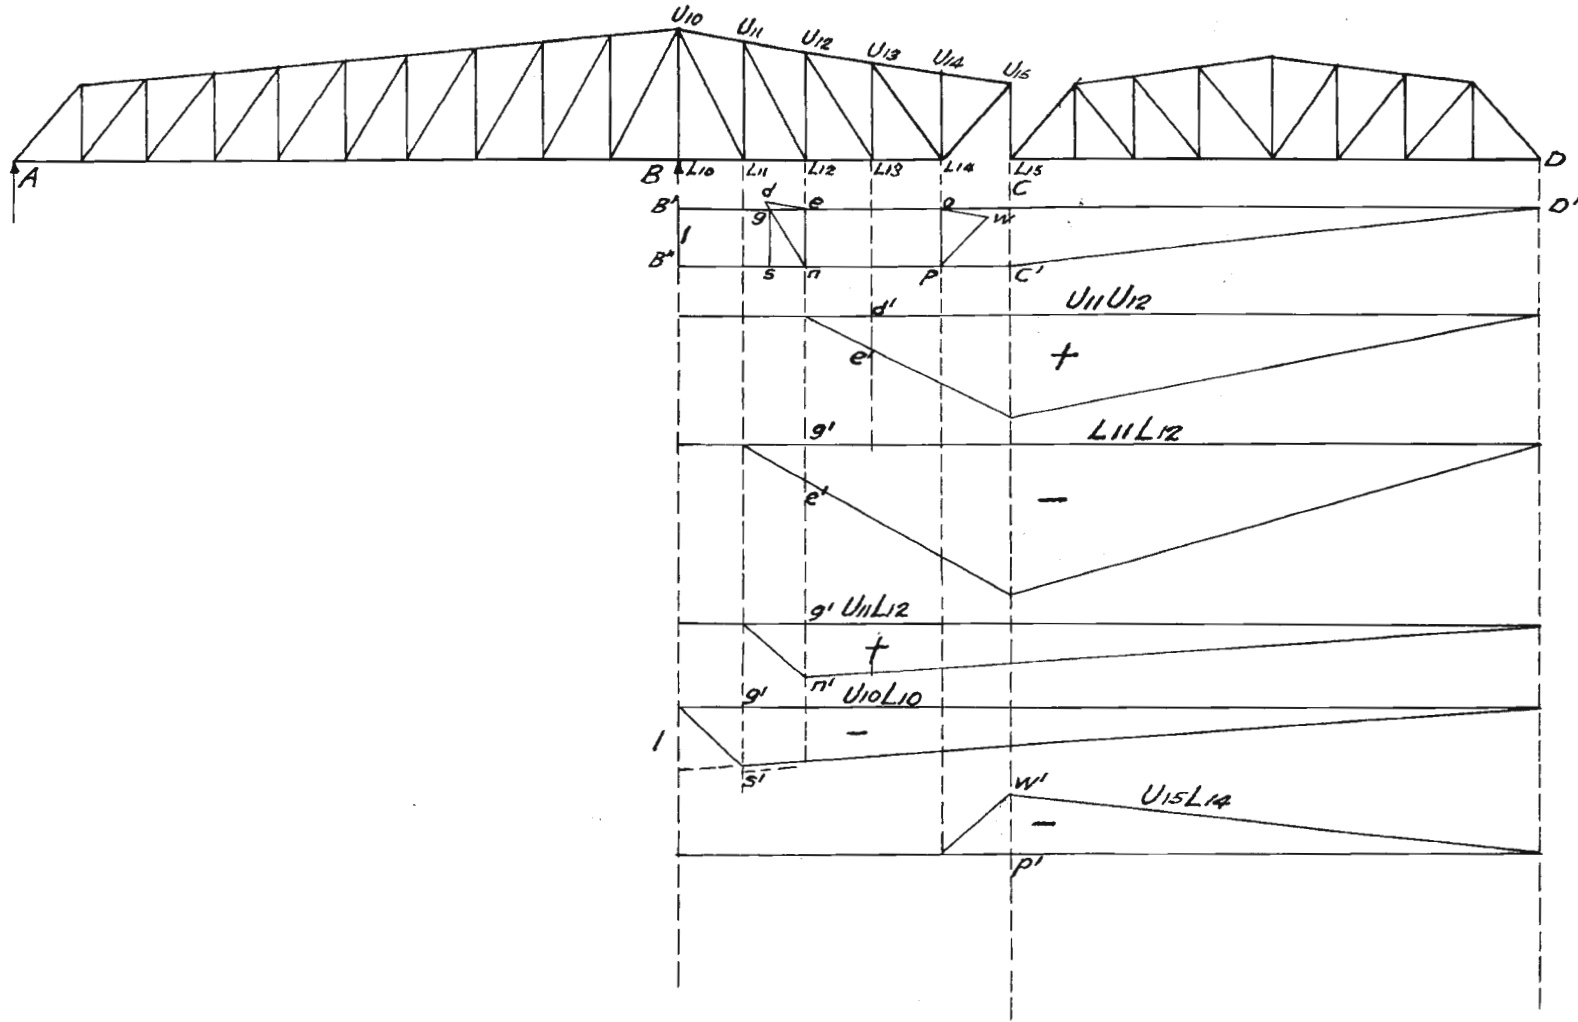 U10
U11
U12
U13
U14
U15
A
B L10 L11 L12 L13 L14 L15 D
C
d
B' e o D'
g w
1
B" s n p C'
U11U12
d'
e' +
g' L11L12
e' −
g' U11L12
+
n'
g' U10L10
1 −
s'
w' U15L14
−
p'